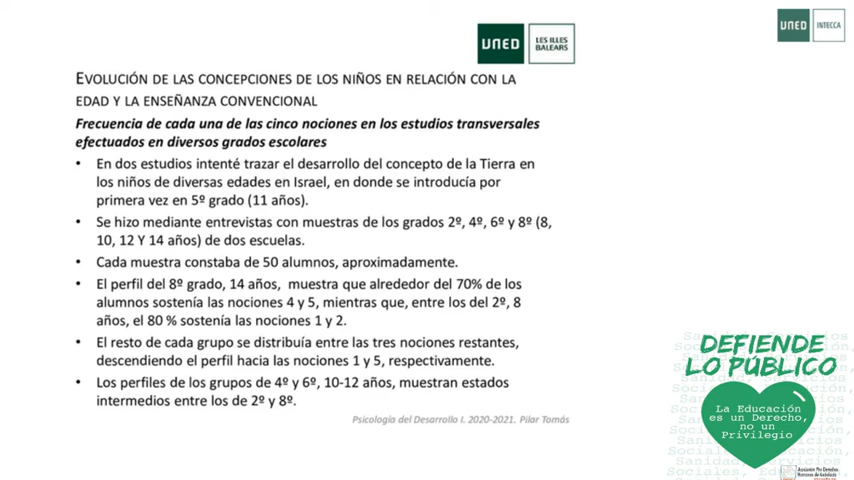 UNED
LES ILLES
BALEARS
UNED
INTECCA
EVOLUCIÓN DE LAS CONCEPCIONES DE LOS NIÑOS EN RELACIÓN CON LA
EDAD Y LA ENSEÑANZA CONVENCIONAL
Frecuencia de cada una de las cinco nociones en los estudios transversales
efectuados en diversos grados escolares
• En dos estudios intenté trazar el desarrollo del concepto de la Tierra en
los niños de diversas edades en Israel, en donde se introducía por
primera vez en 5º grado (11 años).
• Se hizo mediante entrevistas con muestras de los grados 2º, 4º, 6º y 8º (8,
10, 12 Y 14 años) de dos escuelas.
• Cada muestra constaba de 50 alumnos, aproximadamente.
• El perfil del 8º grado, 14 años, muestra que alrededor del 70% de los
alumnos sostenía las nociones 4 y 5, mientras que, entre los del 2º, 8
años, el 80 % sostenía las nociones 1 y 2.
• El resto de cada grupo se distribuía entre las tres nociones restantes,
descendiendo el perfil hacia las nociones 1 y 5, respectivamente.
• Los perfiles de los grupos de 4º y 6º, 10-12 años, muestran estados
intermedios entre los de 2º y 8º.
Psicología del Desarrollo I. 2020-2021. Pilar Tomás
DEFIENDE
LO PÚBLICO
La Educación
es un Derecho,
no un
Privilegio